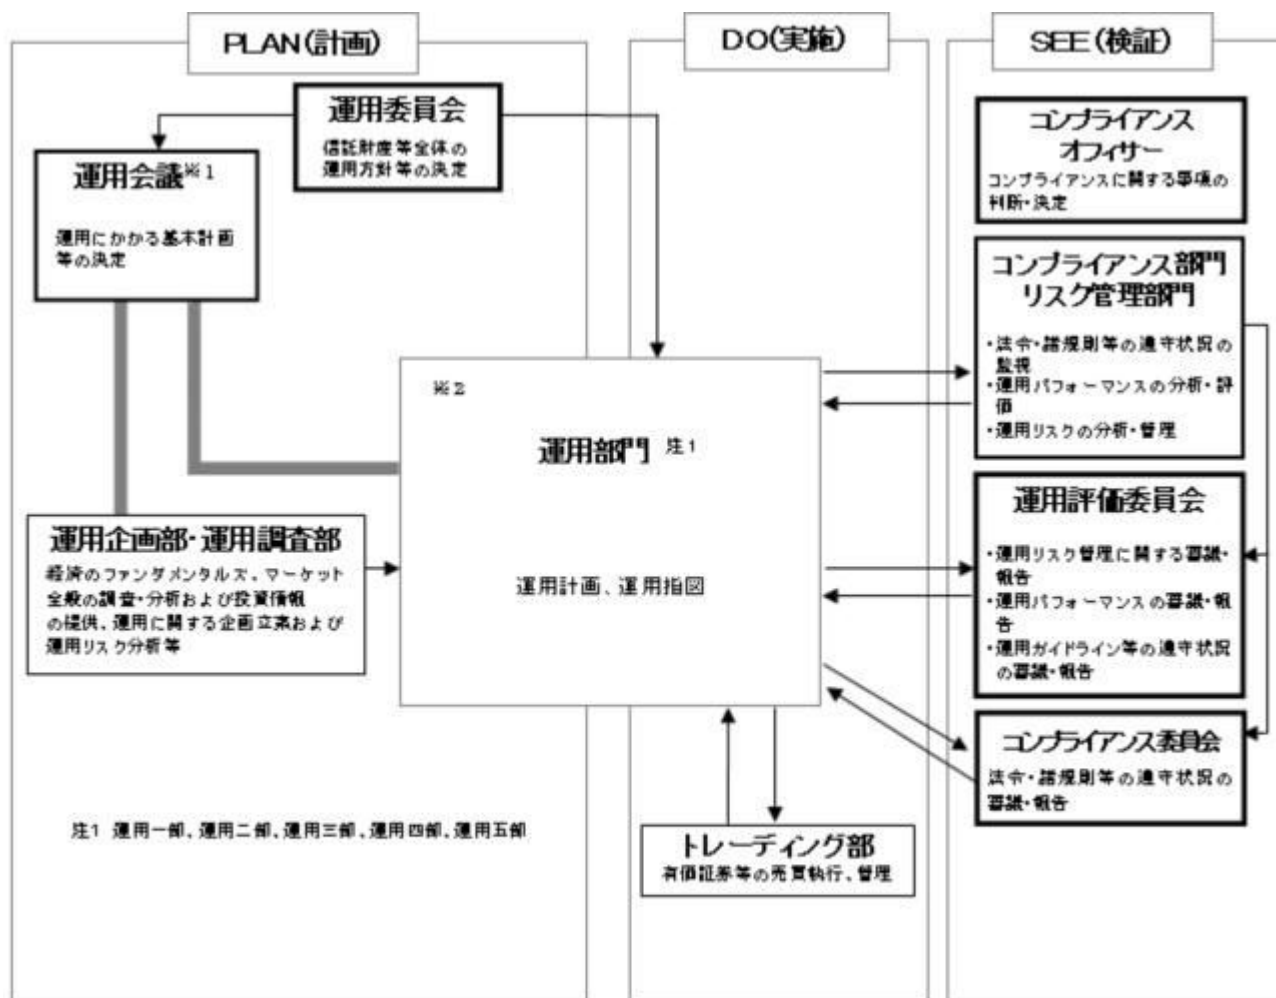 PLAN(計画)
運用委員会
信託財産等全体の
運用方針等の決定
運用会議※1
運用にかかる基本計画
等の決定
運用企画部・運用調査部
経済のファンダメンタルズ、マーケット
全般の調査・分析および投資情報
の提供、運用に関する企画立案および
運用リスク分析等
注1 運用一部、運用二部、運用三部、運用四部、運用五部
DO(実施)
※2
運用部門 注1
運用計画、運用指図
トレーディング部
有価証券等の売買執行、管理
SEE(検証)
コンプライアンス
オフィサー
コンプライアンスに関する事項の
判断・決定
コンプライアンス部門
リスク管理部門
・法令・諸規則等の遵守状況の
監視
・運用パフォーマンスの分析・評
価
・運用リスクの分析・管理
運用評価委員会
・運用リスク管理に関する審議・
報告
・運用パフォーマンスの審議・報
告
・運用ガイドライン等の遵守状況
の審議・報告
コンプライアンス委員会
法令・諸規則等の遵守状況の
審議・報告